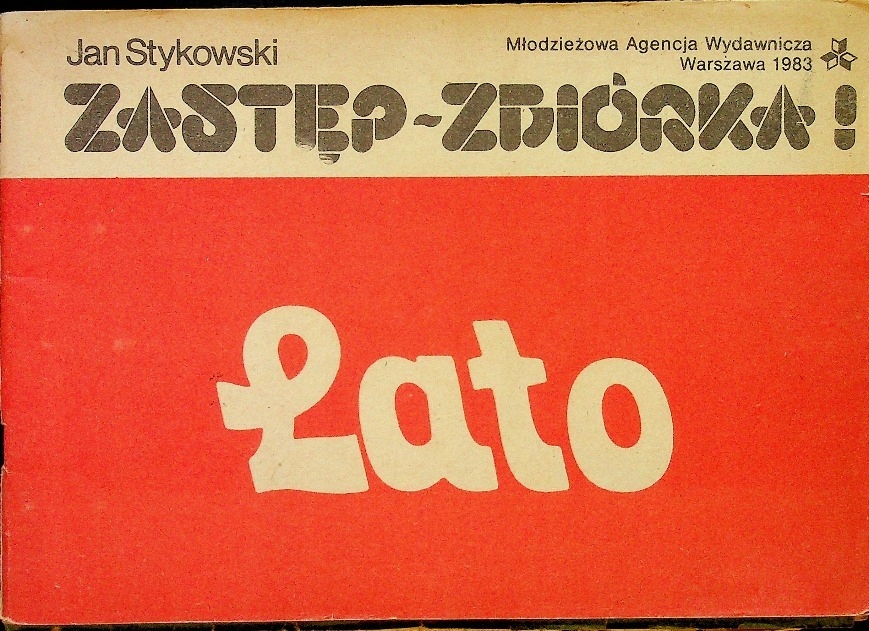 Jan Stykowski
Młodzieżowa Agencja Wydawnicza
Warszawa 1983
ZASTĘP-ZBIÓRKA!
Lato